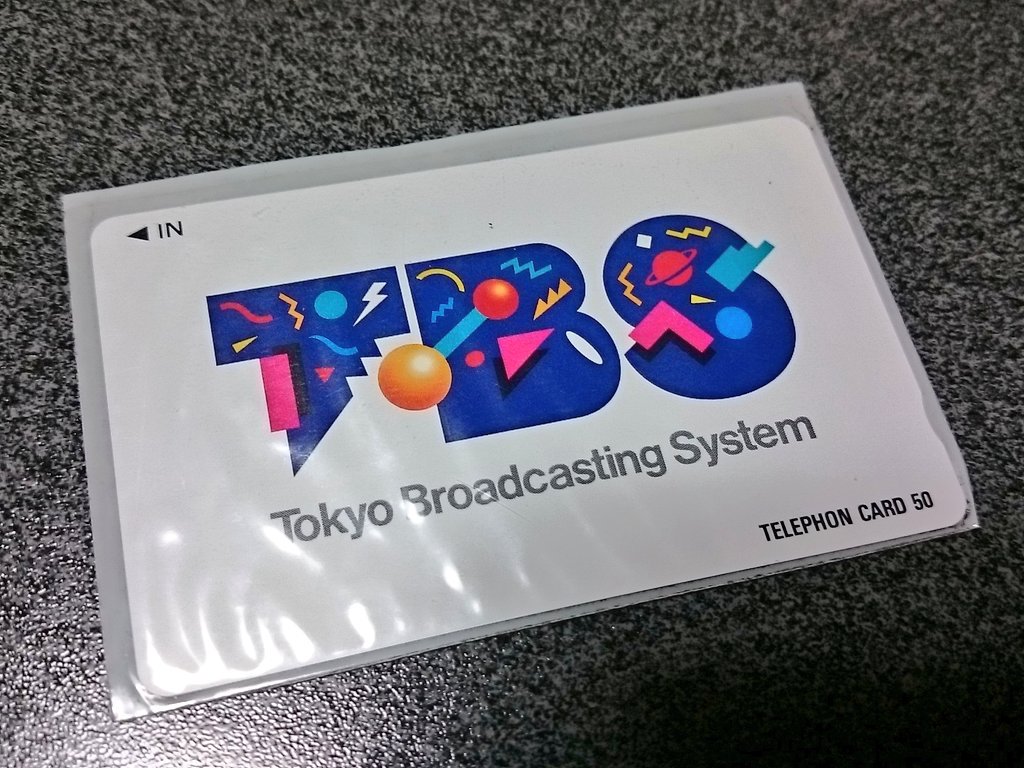 ◀ IN
TBS
Tokyo Broadcasting System
TELEPHON CARD 50